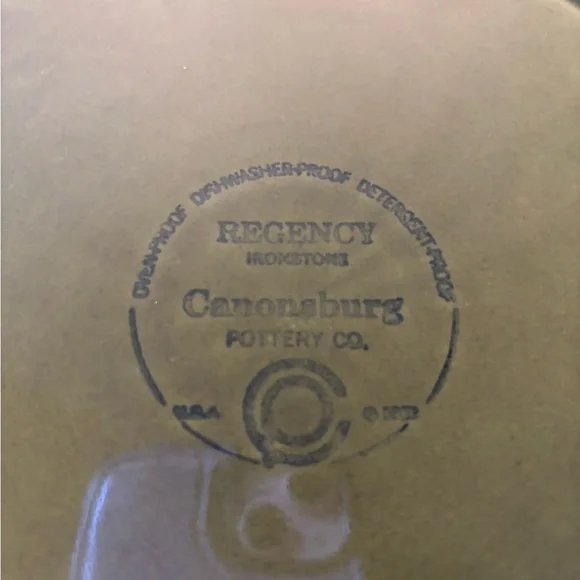 OVEN-PROOF DISHWASHER-PROOF DETERGENT-PROOF
REGENCY
IRONSTONE
Canonsburg
POTTERY CO.
U.S.A. ©